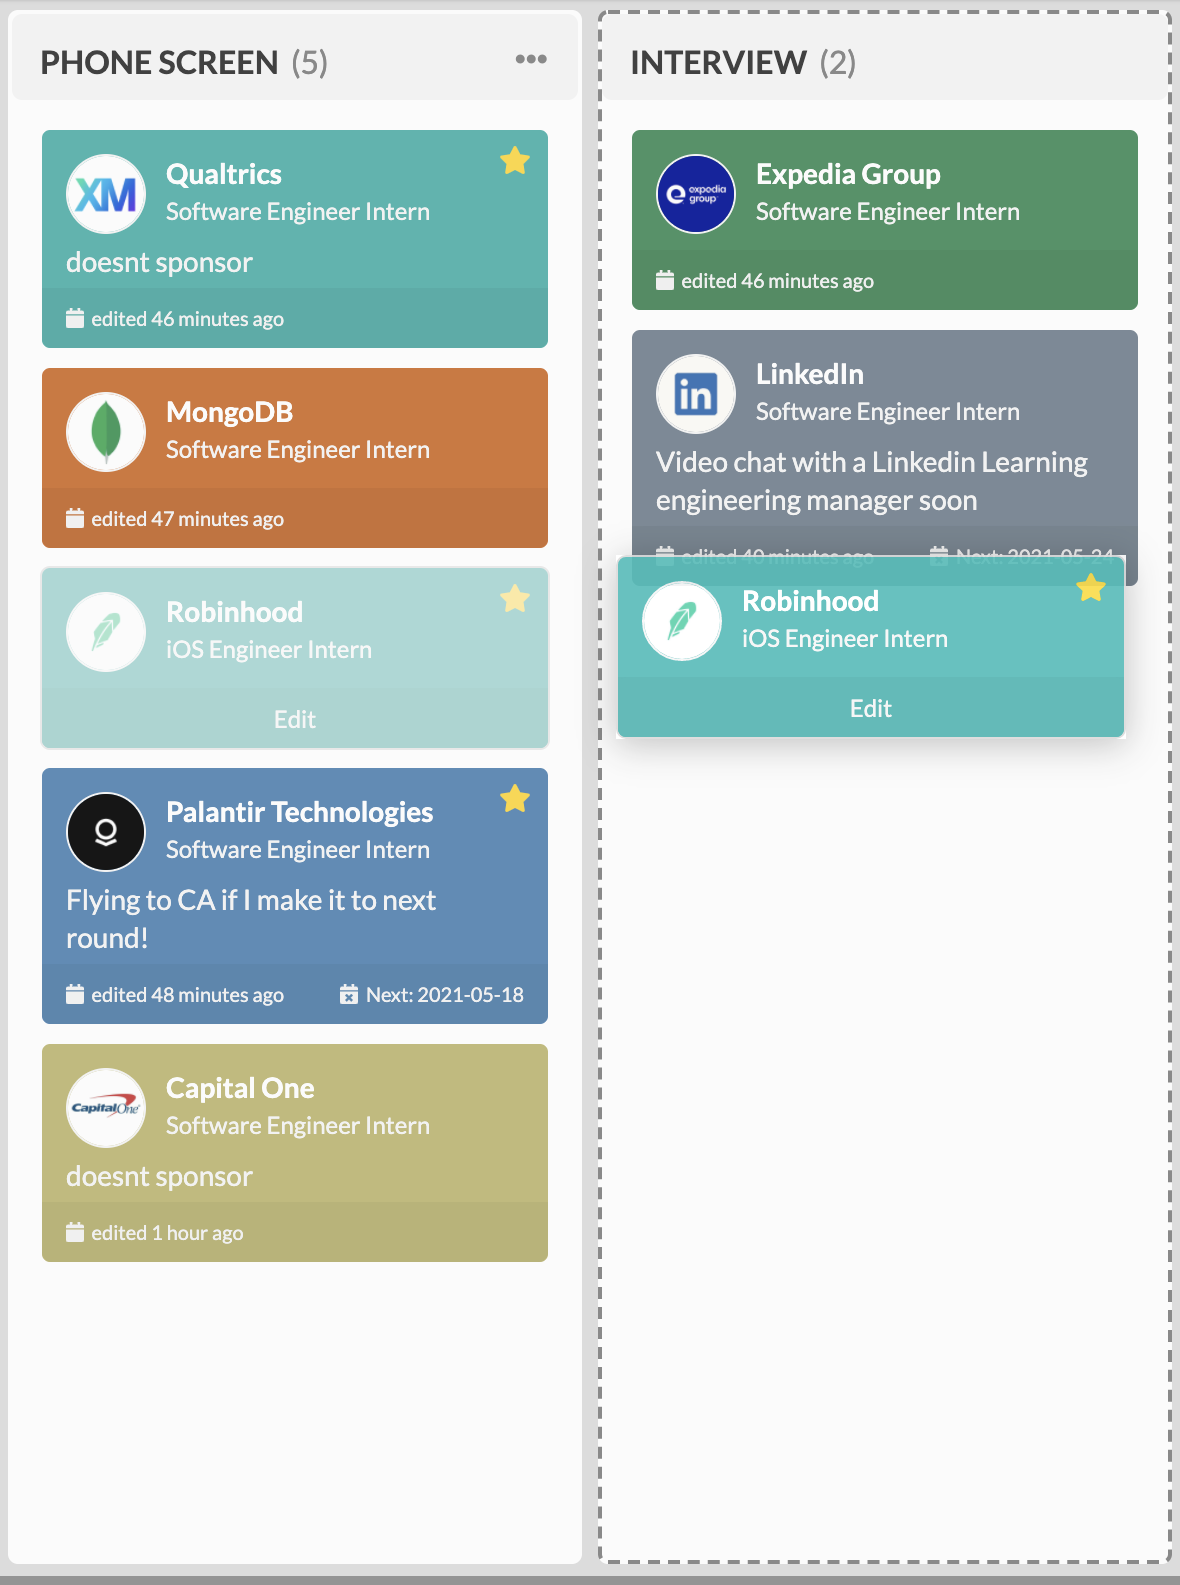 PHONE SCREEN (5)
XM
Qualtrics
Software Engineer Intern
doesnt sponsor
edited 46 minutes ago
MongoDB
Software Engineer Intern
edited 47 minutes ago
Robinhood
iOS Engineer Intern
Edit
Palantir Technologies
Software Engineer Intern
Flying to CA if I make it to next
round!
edited 48 minutes ago
Next: 2021-05-18
Capital One
Capital One
Software Engineer Intern
doesnt sponsor
edited 1 hour ago
INTERVIEW (2)
expedia
group
Expedia Group
Software Engineer Intern
edited 46 minutes ago
in
LinkedIn
Software Engineer Intern
Video chat with a Linkedin Learning
engineering manager soon
edited 40 minutes ago
Next: 2021-05-24
Robinhood
iOS Engineer Intern
Edit